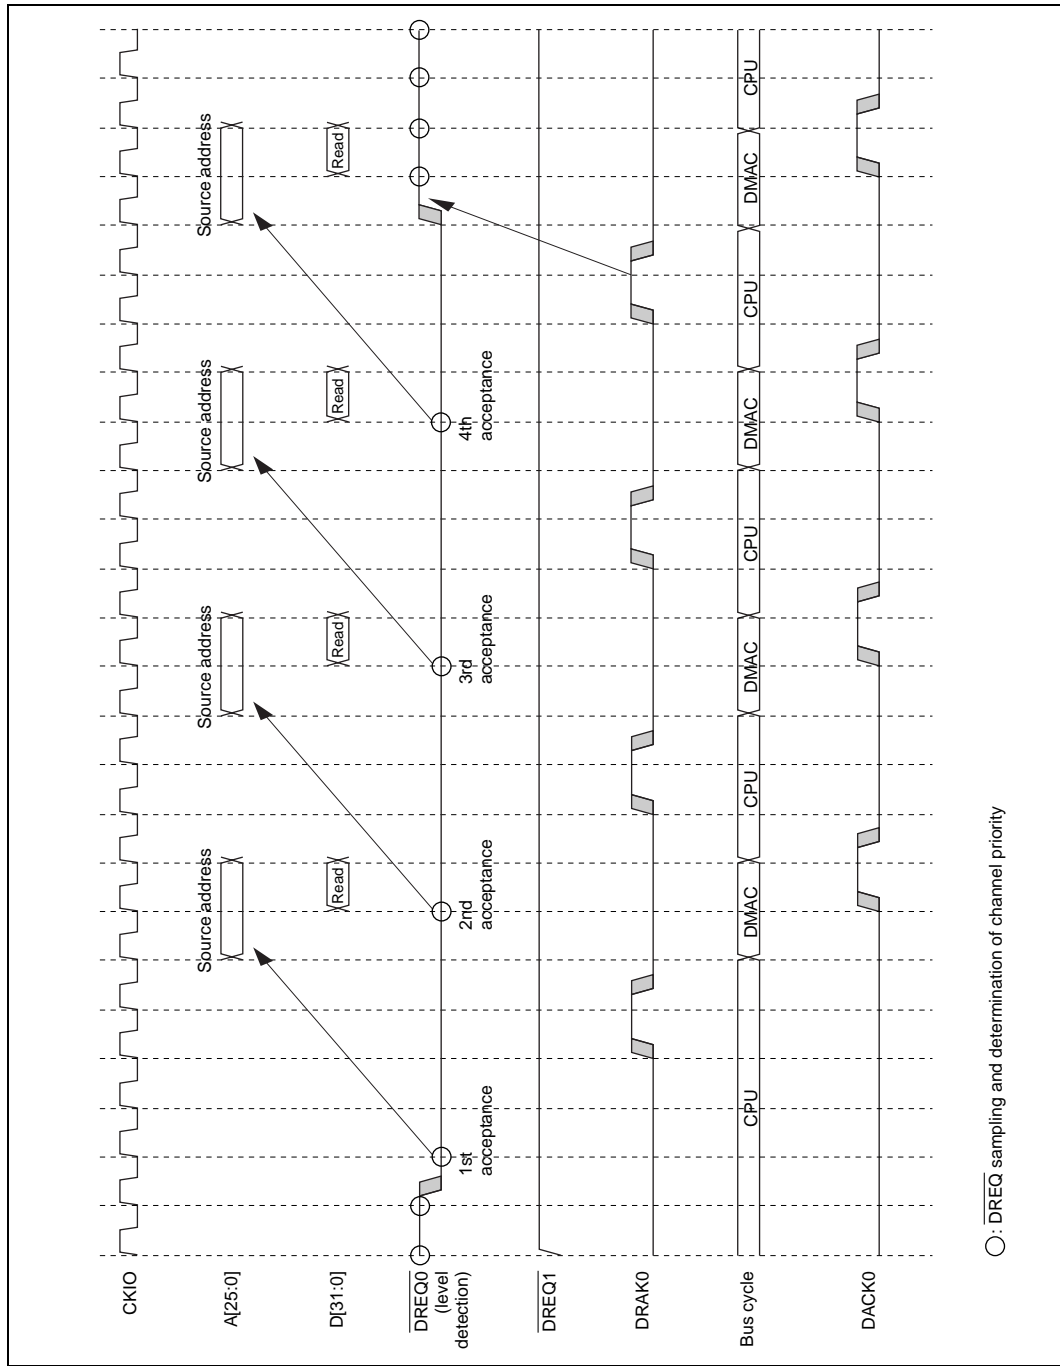 CKIO
A[25:0]
Source address
Source address
Source address
Source address
D[31:0]
Read
Read
Read
Read
DREQ0
(level
detection)
1st
acceptance
2nd
acceptance
3rd
acceptance
4th
acceptance
DREQ1
DRAK0
Bus cycle
CPU
DMAC
CPU
DMAC
CPU
DMAC
CPU
DMAC
CPU
DACK0
: DREQ sampling and determination of channel priority